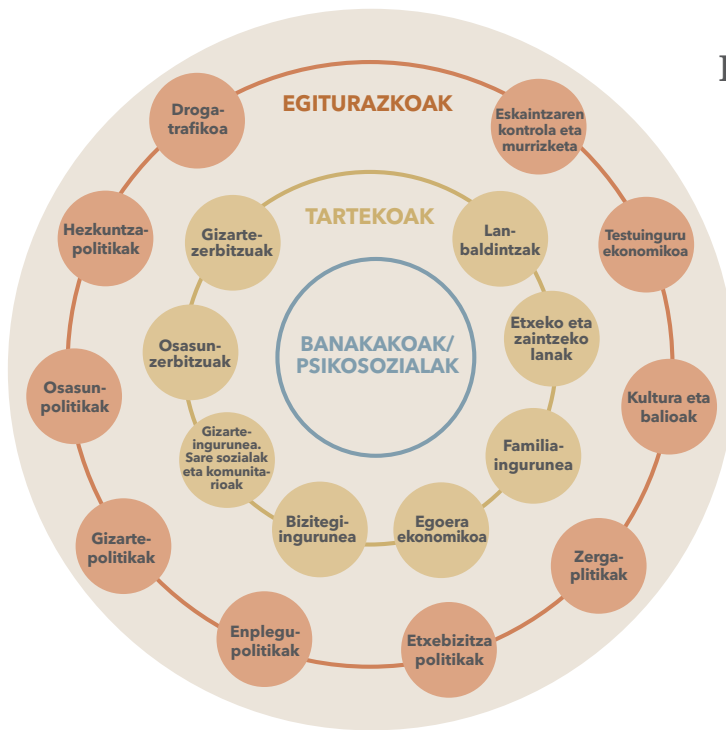 EGITURAZKOAK
Droga-
trafikoa
Eskaintzaren
kontrola eta
murrizketa
Hezkuntza-
politikak
Testuinguru
ekonomikoa
Osasun-
politikak
Kultura eta
balioak
Gizarte-
politikak
Zerga-
plitikak
Enplegu-
politikak
Etxebizitza
politikak
TARTEKOAK
Gizarte-
zerbitzuak
Lan-
baldintzak
Osasun-
zerbitzuak
Etxeko eta
zaintzeko
lanak
Gizarte-
ingurunea.
Sare sozialak
eta komunita-
rioak
Familia-
ingurunea
Bizitegi-
ingurunea
Egoera
ekonomikoa
BANAKAKOAK/
PSIKOSOZIALAK